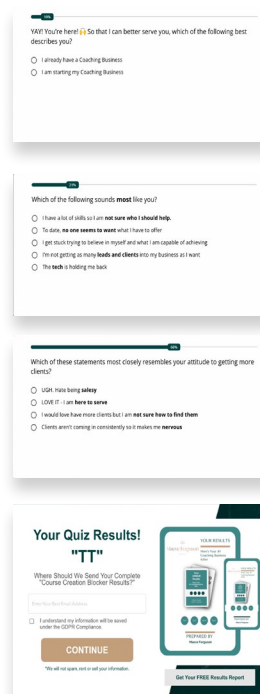 YAY! You're here! 🙌 So that I can better serve you, which of the following best
describes you?
I already have a Coaching Business
I am starting my Coaching Business
Which of the following sounds most like you?
I have a lot of skills so I am not sure who I should help.
To date, no one seems to want what I have to offer
I get stuck trying to believe in myself and what I am capable of achieving
I'm not getting as many leads and clients into my business as I want
The tech is holding me back
Which of these statements most closely resembles your attitude to getting more
clients?
UGH. Hate being salesy
LOVE IT - I am here to serve
I would love have more clients but I am not sure how to find them
Clients aren't coming in consistently so it makes me nervous
Your Quiz Results!
"TT"
Where Should We Send Your Complete
"Course Creation Blocker Results?"
Enter Your Best Email Address
I understand my information will be saved
under the GDPR Compliance.
CONTINUE
*We will not spam, rent or sell your information.
YOUR RESULTS
PREPARED BY
Get Your FREE Results Report